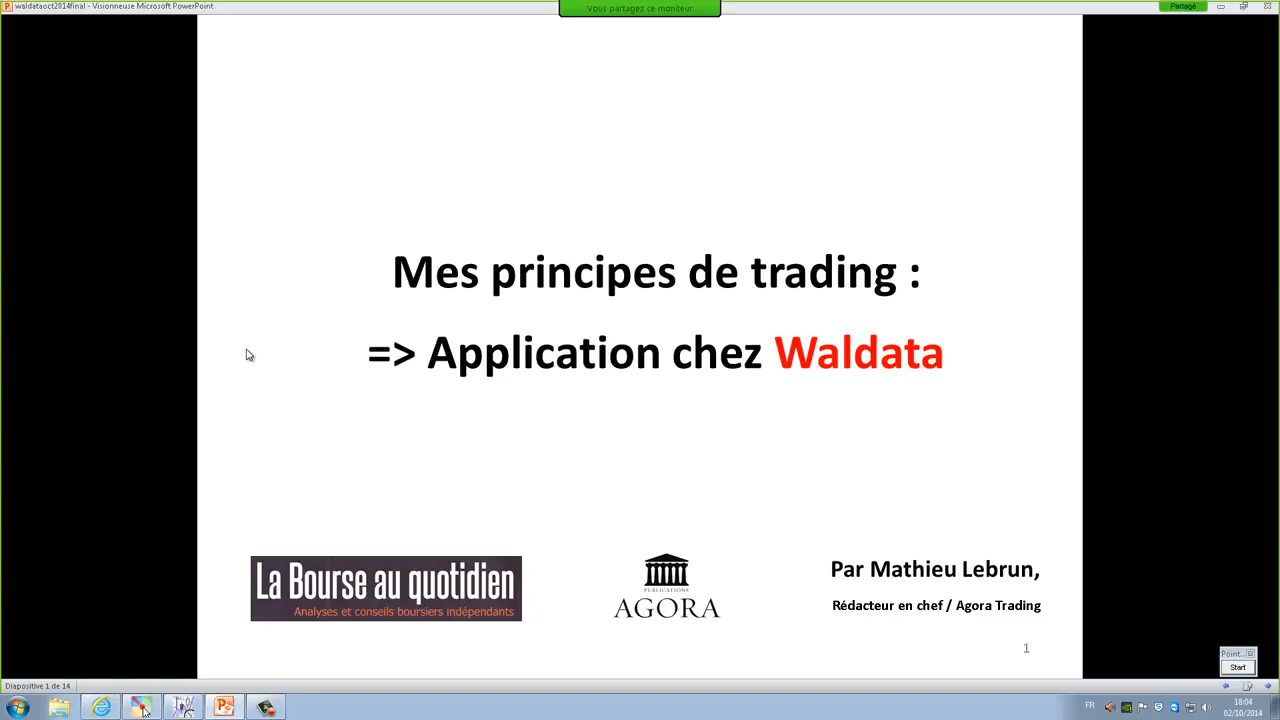 waldataoct2014final - Visionneuse Microsoft PowerPoint
Vous partagez ce moniteur.
Partagé
Mes principes de trading :
=> Application chez Waldata
La Bourse au quotidien
Analyses et conseils boursiers indépendants
PUBLICATIONS
AGORA
Par Mathieu Lebrun,
Rédacteur en chef / Agora Trading
1
Point...
Start
Diapositive 1 de 14
FR
18:04
02/10/2014